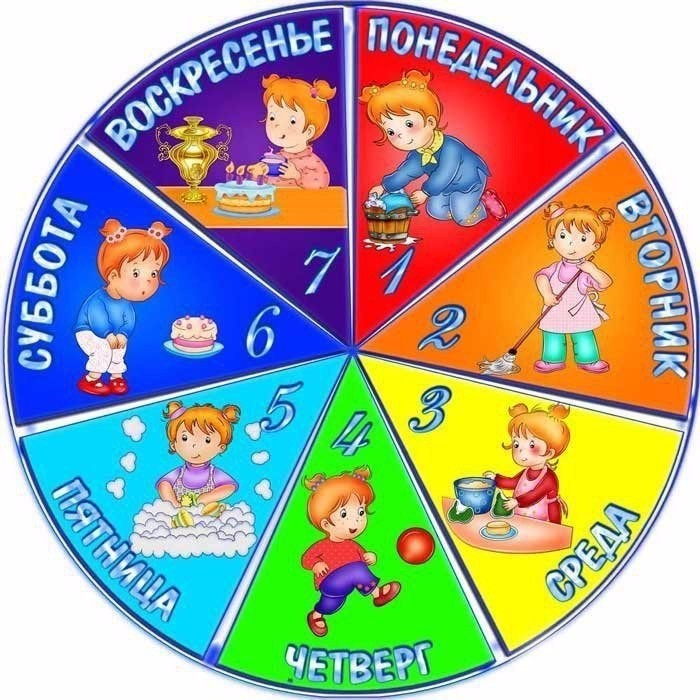 ПОНЕДЕЛЬНИК
1
ВТОРНИК
2
СРЕДА
3
ЧЕТВЕРГ
4
ПЯТНИЦА
5
СУББОТА
6
ВОСКРЕСЕНЬЕ
7